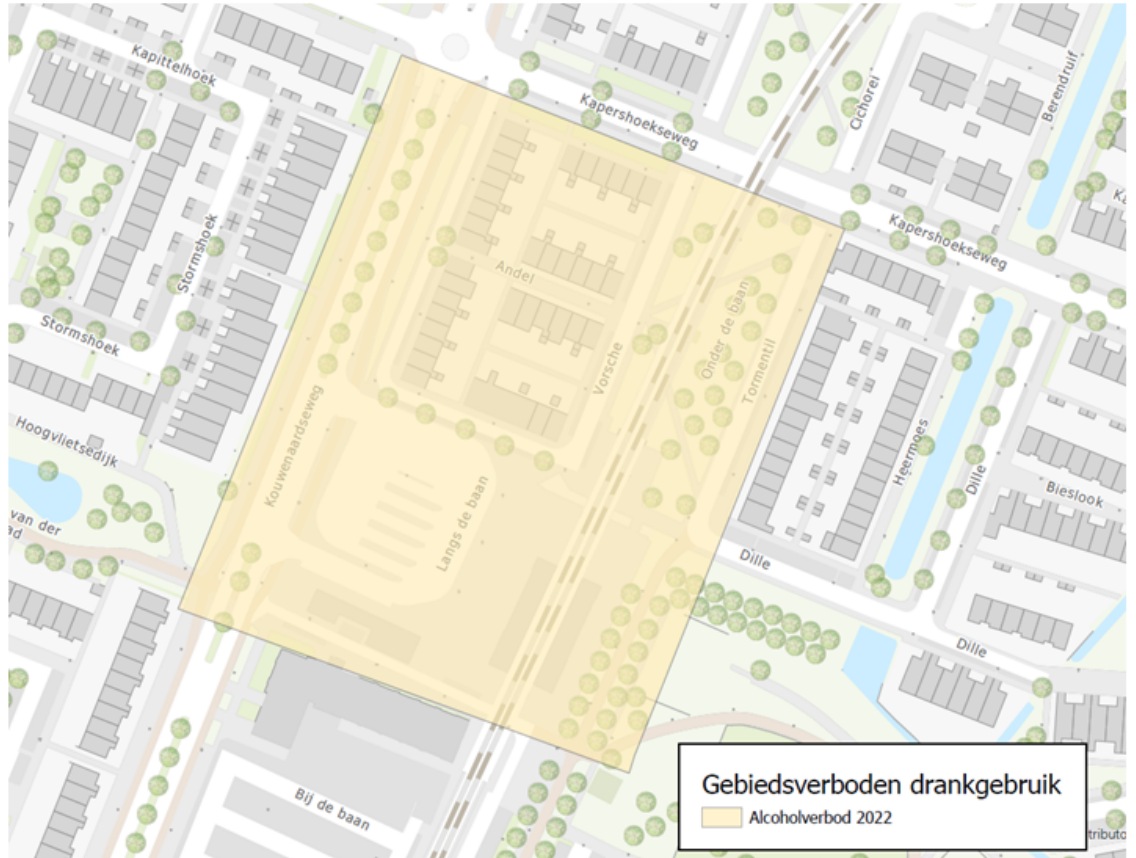 Kapittelhoek
Kapershoekseweg
Cichorei
Berendruif
Stormshoek
Kapershoekseweg
Andel
Stormshoek
Vorsche
Onder de baan
Tormentil
Kouwenaardseweg
Hoogvlietsedijk
Heermoes
Dille
Bieslook
Langs de baan
van der
Dille
Dille
Bij de baan
Gebiedsverboden drankgebruik
Alcoholverbod 2022